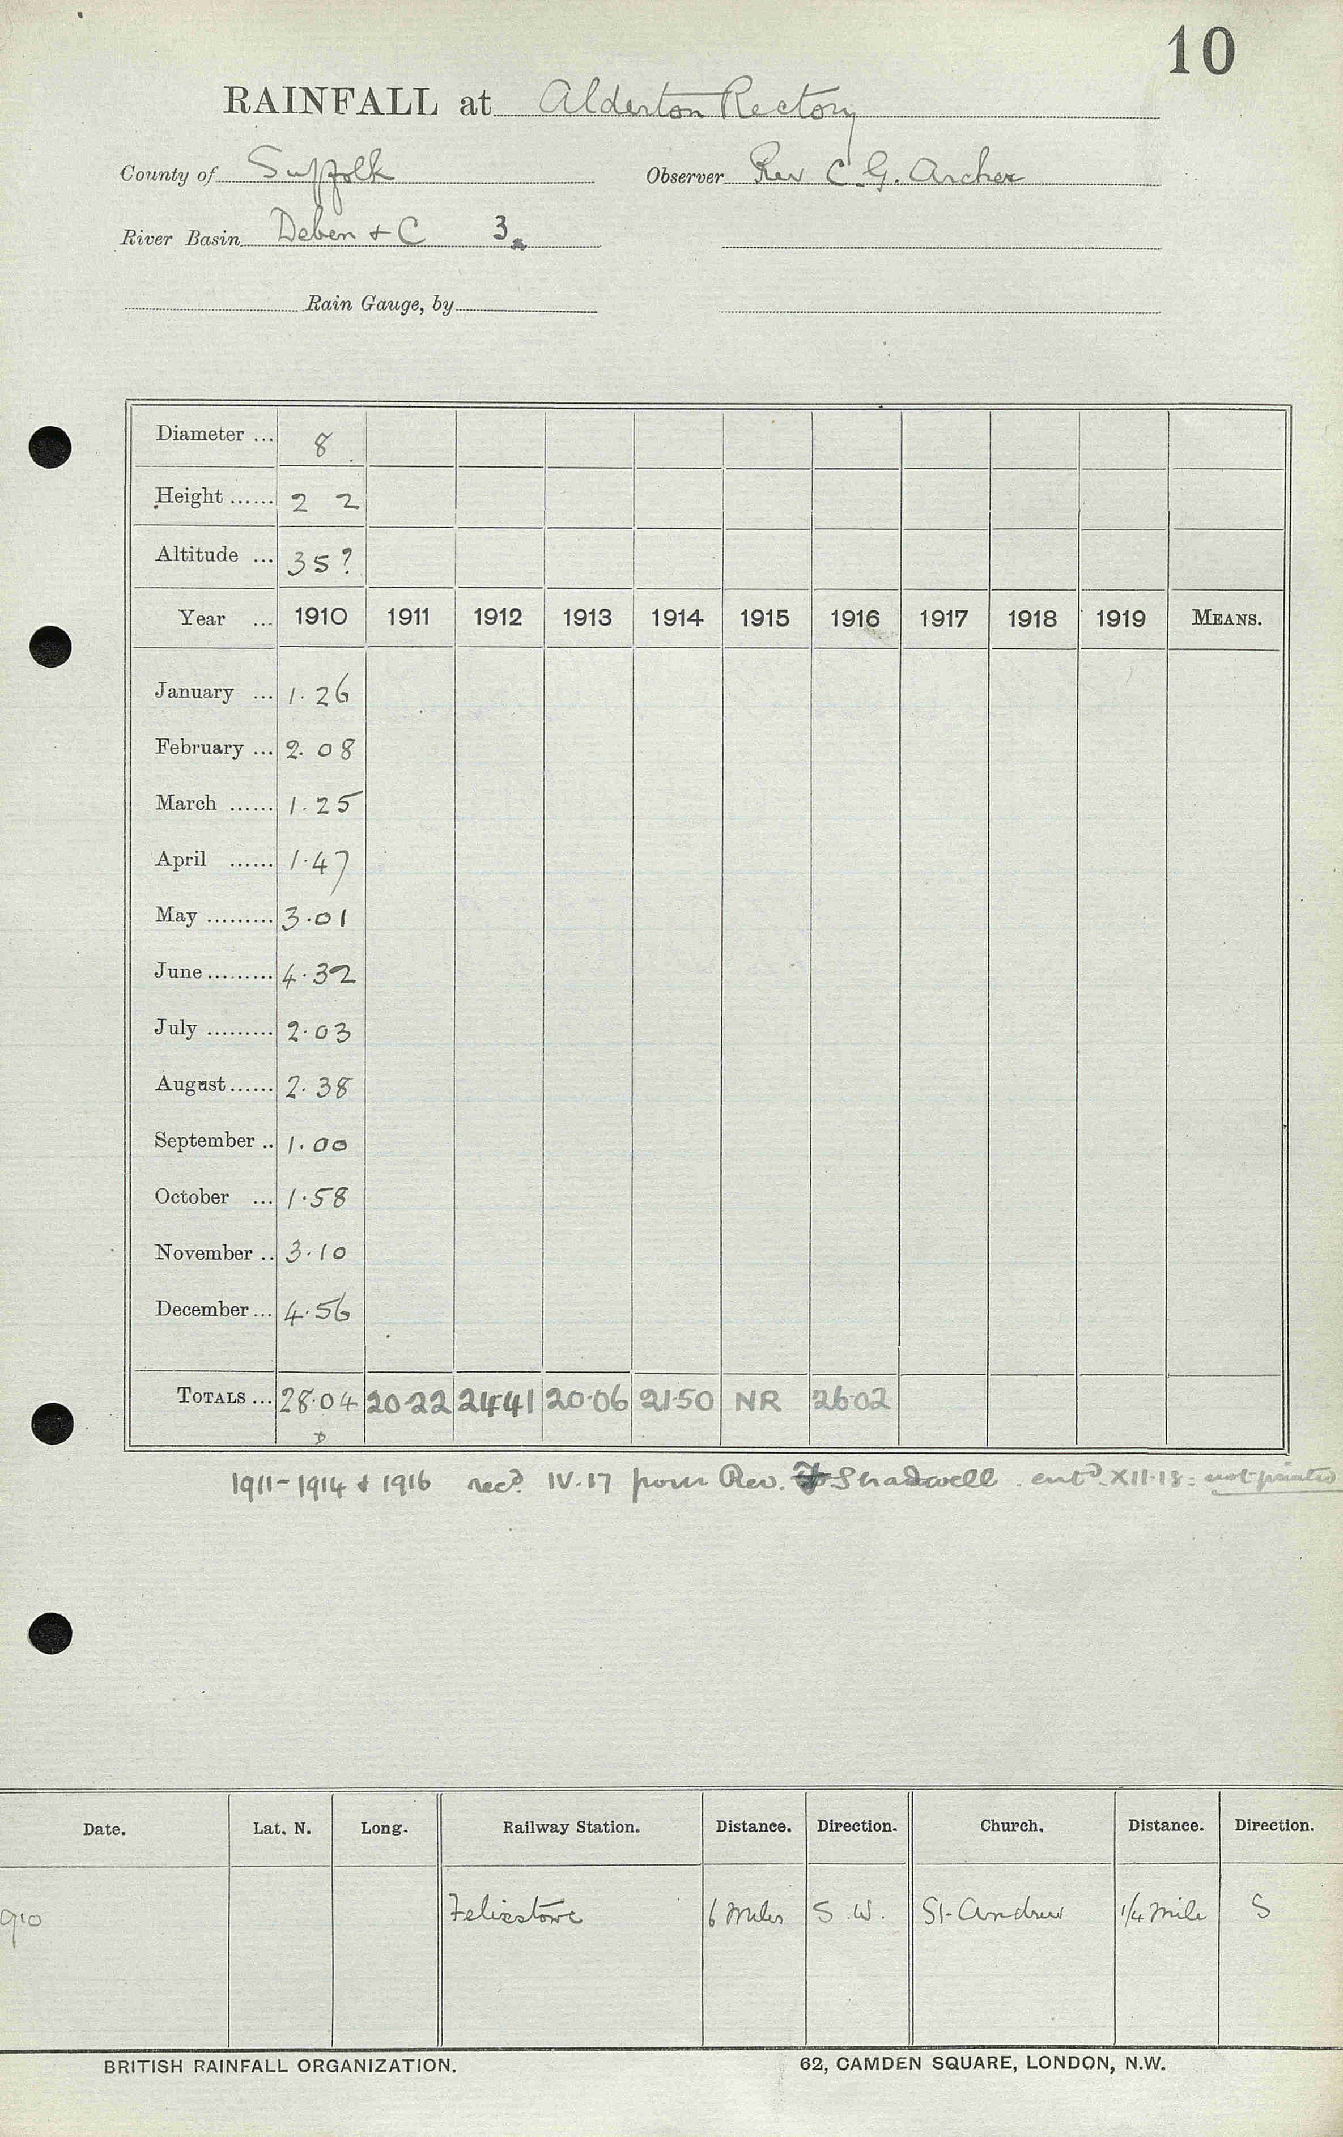 10
RAINFALL at Alderton Rectory
County of Suffolk Observer Rev C. G. Archer
River Basin Deben & C 3
Rain Gauge, by
Diameter ... 8
Height ...... 2 2
Altitude ... 35?
Year ... 1910 1911 1912 1913 1914 1915 1916 1917 1918 1919 MEANS.
January ... 1.26
February ... 2.08
March ...... 1.25
April ...... 1.47
May ......... 3.01
June ......... 4.32
July ......... 2.03
August ...... 2.38
September .. 1.00
October ... 1.58
November .. 3.10
December ... 4.56
TOTALS ... 28.04 20.22 24.41 20.06 21.50 NR 26.02
1911-1914 & 1916 recd. IV.17 from Rev. Shadwell. entd. XII.18: not printed
Date. Lat. N. Long. Railway Station. Distance. Direction. Church. Distance. Direction.
910 Felixstowe 6 Miles S.W. St. Andrew 1/4 Mile S
BRITISH RAINFALL ORGANIZATION. 62, CAMDEN SQUARE, LONDON, N.W.